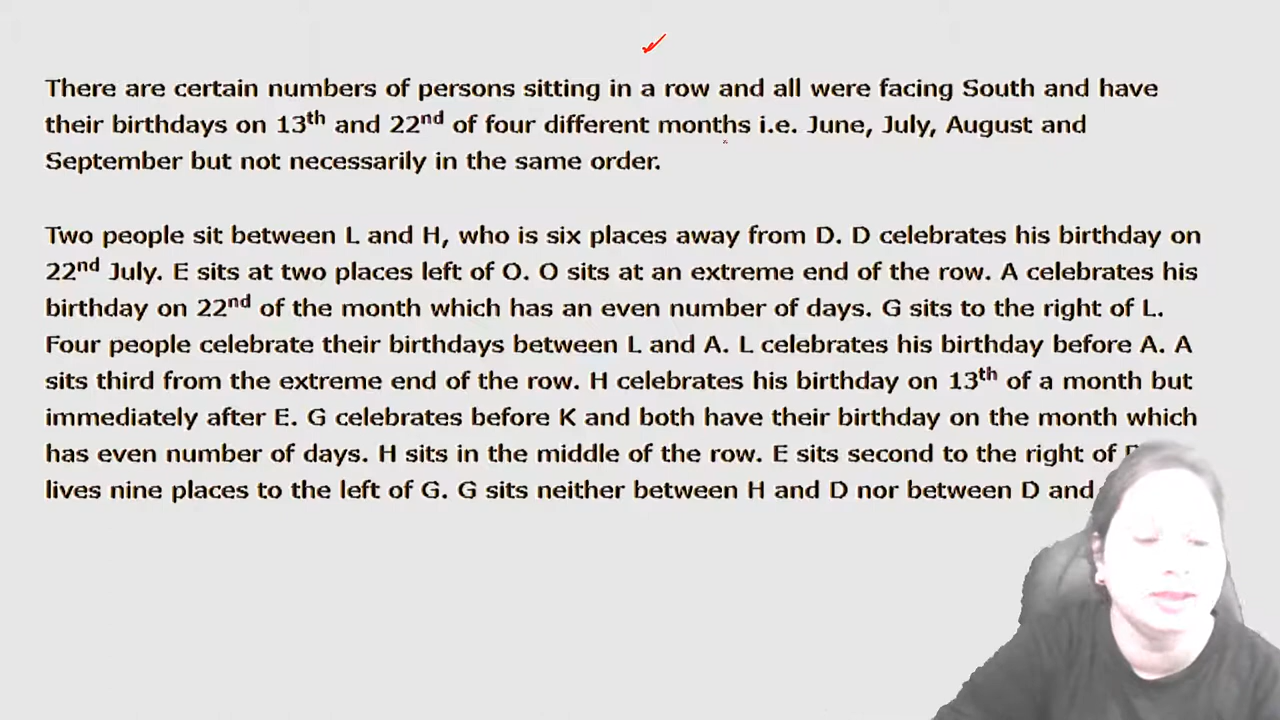 There are certain numbers of persons sitting in a row and all were facing South and have
their birthdays on 13th and 22nd of four different months i.e. June, July, August and
September but not necessarily in the same order.
Two people sit between L and H, who is six places away from D. D celebrates his birthday on
22nd July. E sits at two places left of O. O sits at an extreme end of the row. A celebrates his
birthday on 22nd of the month which has an even number of days. G sits to the right of L.
Four people celebrate their birthdays between L and A. L celebrates his birthday before A. A
sits third from the extreme end of the row. H celebrates his birthday on 13th of a month but
immediately after E. G celebrates before K and both have their birthday on the month which
has even number of days. H sits in the middle of the row. E sits second to the right of
lives nine places to the left of G. G sits neither between H and D nor between D and